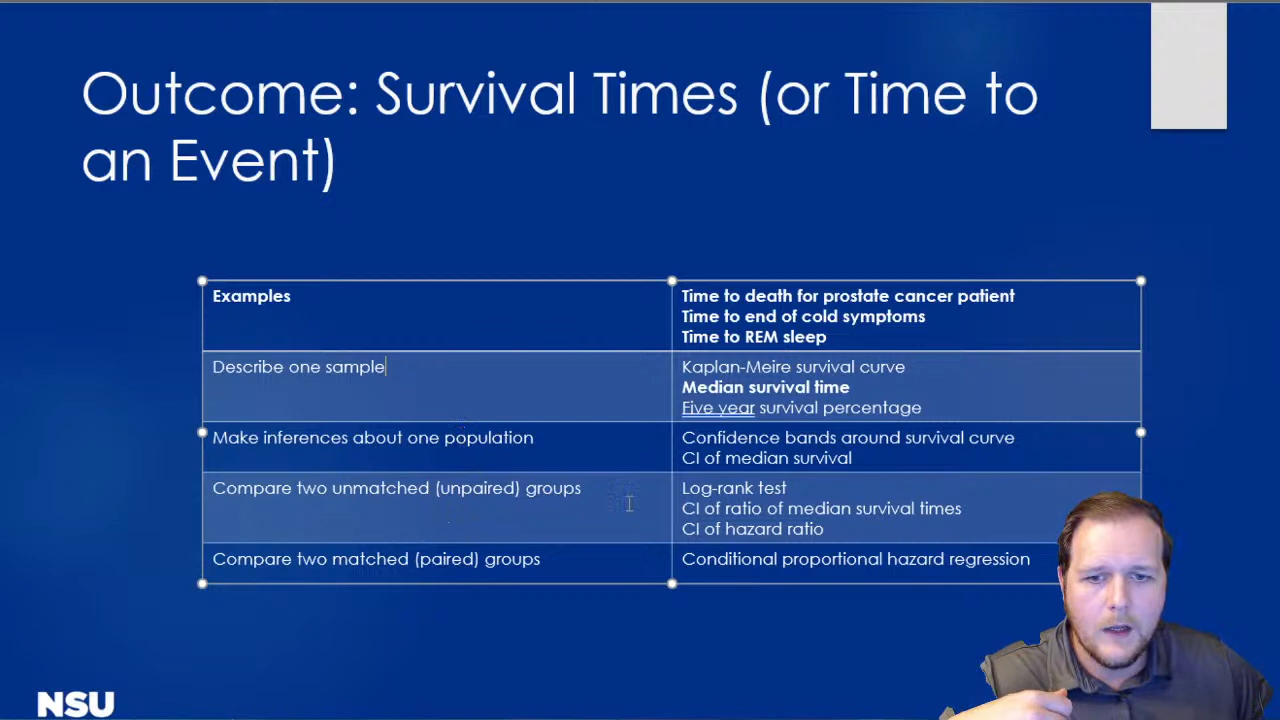 Outcome: Survival Times (or Time to
an Event)
Examples
Time to death for prostate cancer patient
Time to end of cold symptoms
Time to REM sleep
Describe one sample
Kaplan-Meire survival curve
Median survival time
Five year survival percentage
Make inferences about one population
Confidence bands around survival curve
CI of median survival
Compare two unmatched (unpaired) groups
Log-rank test
CI of ratio of median survival times
CI of hazard ratio
Compare two matched (paired) groups
Conditional proportional hazard regression
NSU